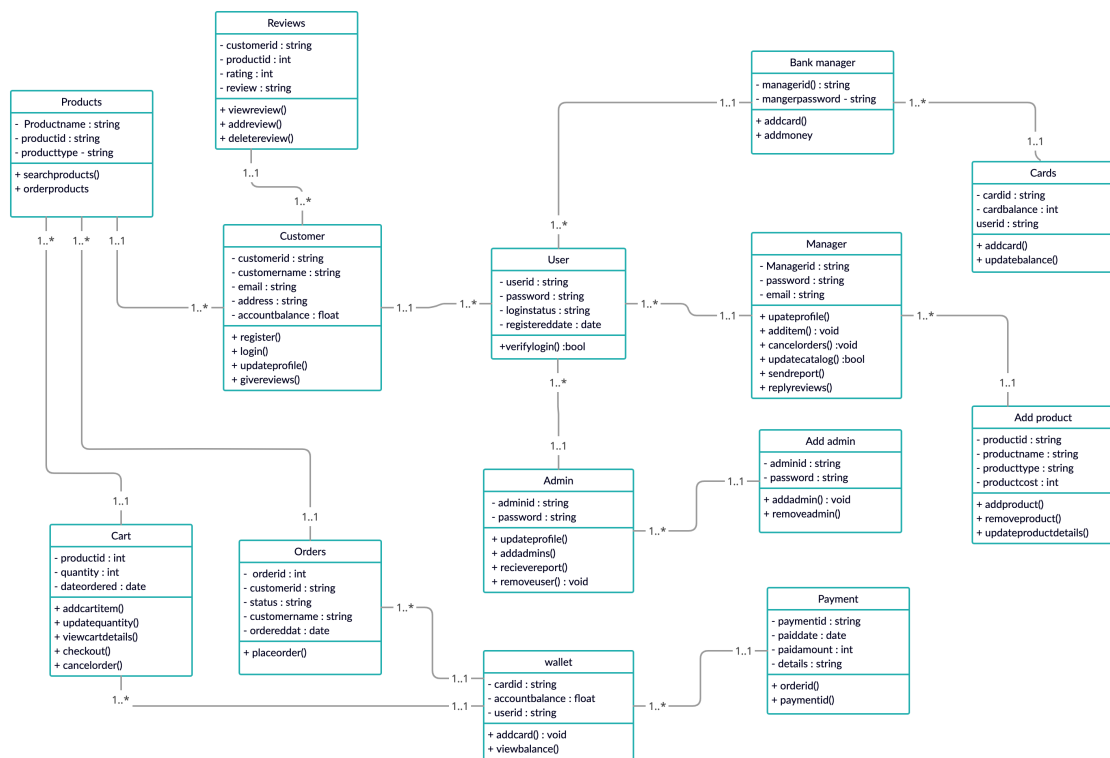 Reviews
- customerid : string
- productid : int
- rating : int
- review : string
+ viewreview()
+ addreview()
+ deletereview()
1..1
1..*
Products
- Productname : string
- productid : string
- producttype - string
+ searchproducts()
+ orderproducts
1..*
1..*
1..1
Customer
- customerid : string
- customername : string
- email : string
- address : string
- accountbalance : float
+ register()
+ login()
+ updateprofile()
+ givereviews()
1..*
1..1
1..*
User
- userid : string
- password : string
- loginstatus : string
- registereddate : date
+verifylogin() :bool
1..*
1..*
1..*
1..1
1..1
1..1
Bank manager
- managerid() : string
- mangerpassword - string
+ addcard()
+ addmoney
1..*
1..1
Cards
- cardid : string
- cardbalance : int
userid : string
+ addcard()
+ updatebalance()
Manager
- Managerid : string
- password : string
- email : string
+ upateprofile()
+ additem() : void
+ cancelorders() :void
+ updatecatalog() :bool
+ sendreport()
+ replyreviews()
1..*
1..1
Add product
- productid : string
- productname : string
- producttype : string
- productcost : int
+ addproduct()
+ removeproduct()
+ updateproductdetails()
Add admin
- adminid : string
- password : string
+ addadmin() : void
+ removeadmin()
1..1
1..*
Admin
- adminid : string
- password : string
+ updateprofile()
+ addadmins()
+ recievereport()
+ removeuser() : void
1..1
Cart
- productid : int
- quantity : int
- dateordered : date
+ addcartitem()
+ updatequantity()
+ viewcartdetails()
+ checkout()
+ cancelorder()
1..*
1..1
1..1
Orders
- orderid : int
- customerid : string
- status : string
- customername : string
- ordereddat : date
+ placeorder()
1..*
1..1
wallet
- cardid : string
- accountbalance : float
- userid : string
+ addcard() : void
+ viewbalance()
1..*
1..1
Payment
- paymentid : string
- paiddate : date
- paidamount : int
- details : string
+ orderid()
+ paymentid()